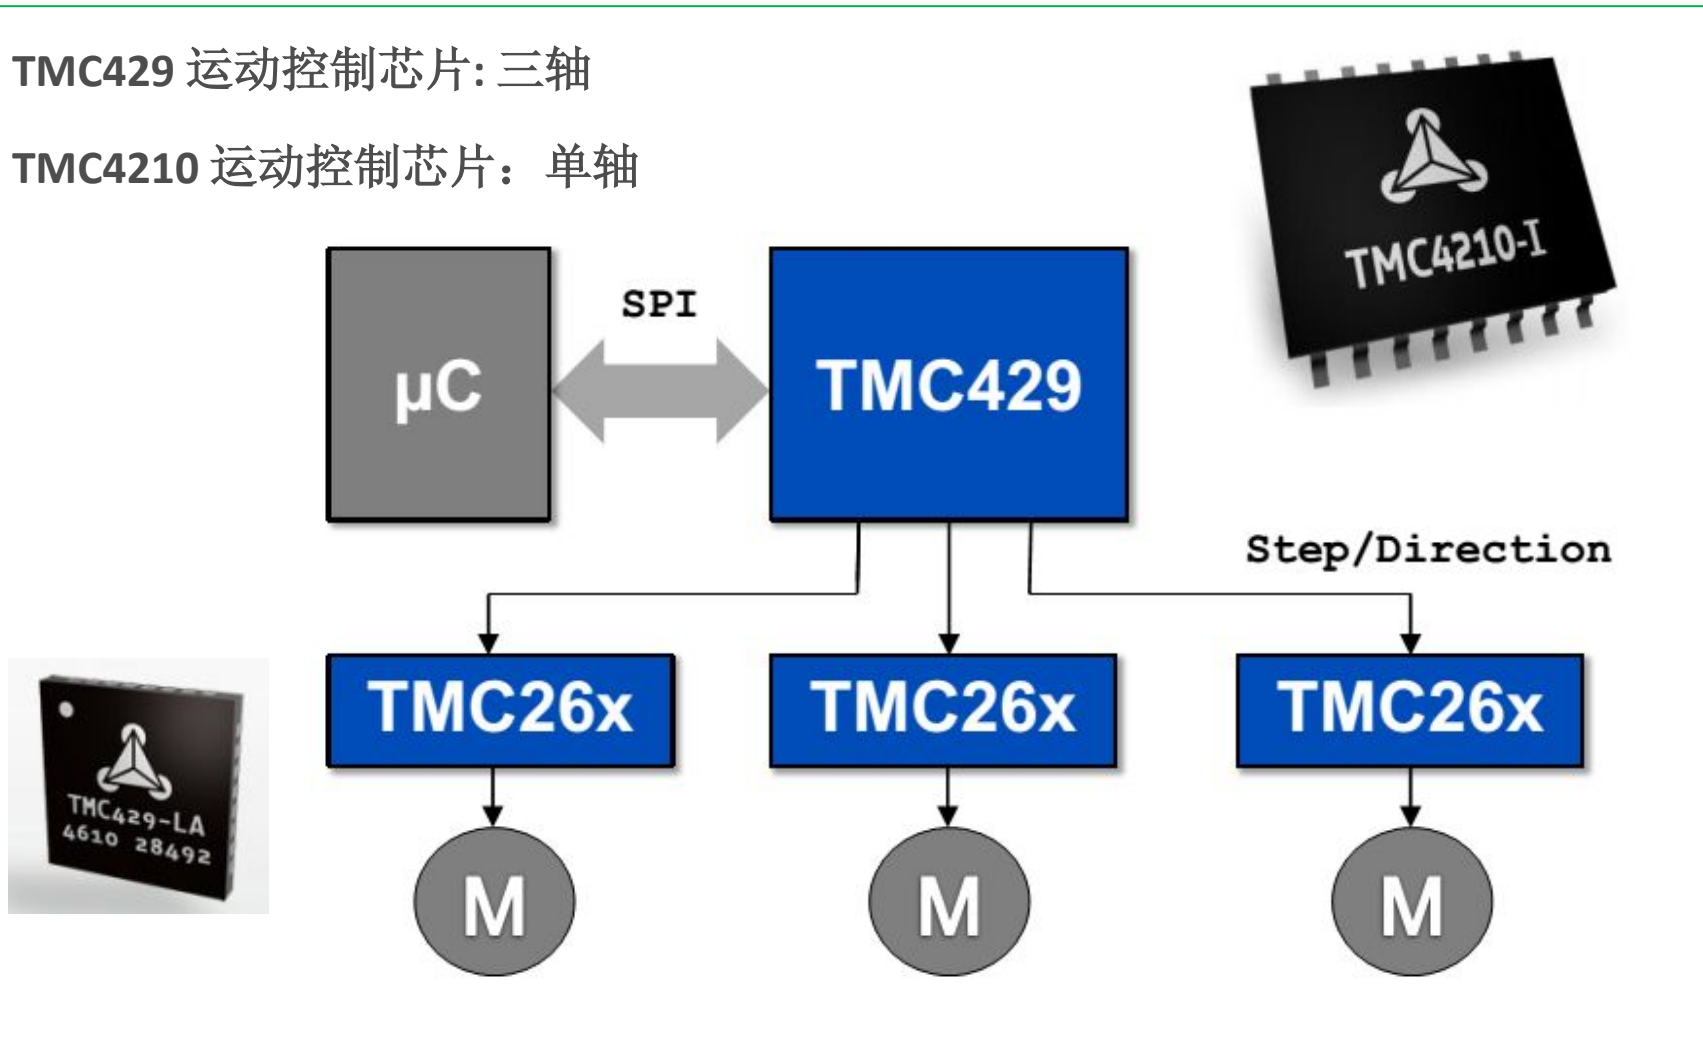 TMC429 运动控制芯片: 三轴
TMC4210 运动控制芯片：单轴
TMC4210-I
SPI
µC
TMC429
Step/Direction
TMC26x
TMC26x
TMC26x
TMC429-LA
4610 28492
M
M
M